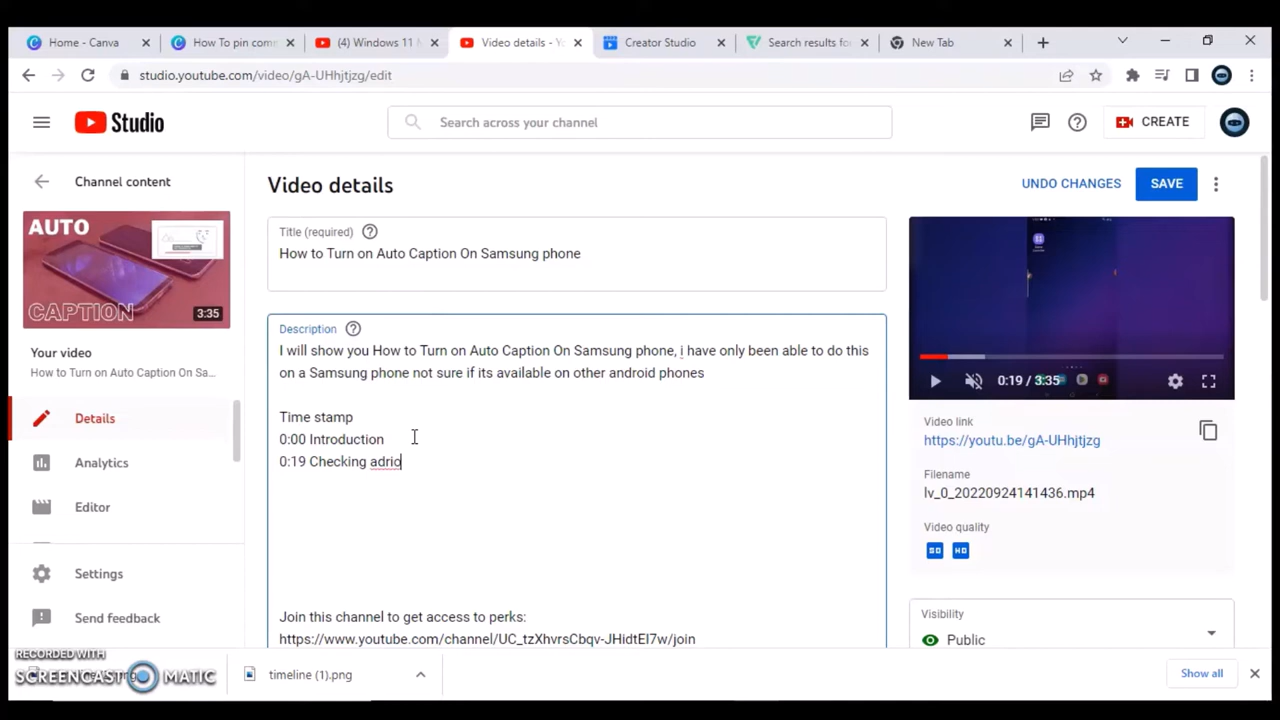 Home - Canva
How To pin comm
(4) Windows 11 M
Video details - Yo
Creator Studio
Search results fo
New Tab
studio.youtube.com/video/gA-UHhjtjzg/edit
Studio
Search across your channel
CREATE
Channel content
Video details
UNDO CHANGES
SAVE
AUTO
CAPTION
3:35
Title (required)
How to Turn on Auto Caption On Samsung phone
Your video
How to Turn on Auto Caption On Sa...
Details
Analytics
Editor
Settings
Send feedback
Description
I will show you How to Turn on Auto Caption On Samsung phone, i have only been able to do this
on a Samsung phone not sure if its available on other android phones
Time stamp
0:00 Introduction
0:19 Checking adrio
Join this channel to get access to perks:
https://www.youtube.com/channel/UC_tzXhvrsCbqv-JHidtEI7w/join
0:19 / 3:35
Video link
https://youtu.be/gA-UHhjtjzg
Filename
lv_0_20220924141436.mp4
Video quality
SD HD
Visibility
Public
RECORDED WITH
SCREENCAST MATIC
timeline (1).png
Show all